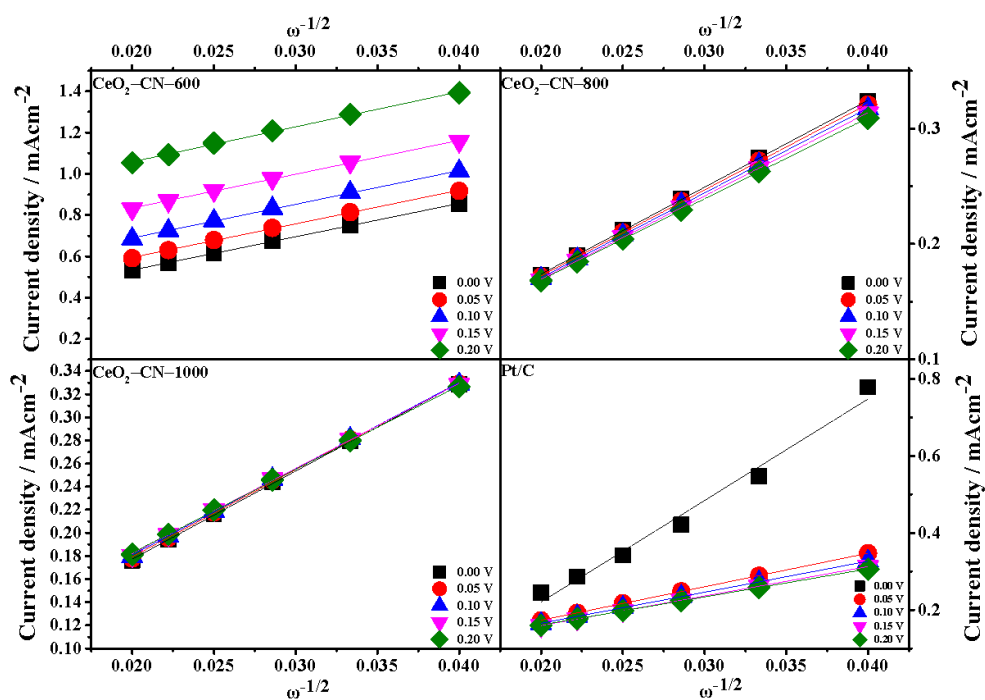 ω-1/2
ω-1/2
0.020 0.025 0.030 0.035 0.040
0.020 0.025 0.030 0.035 0.040
CeO2–CN–600
1.4
1.2
1.0
0.8
0.6
0.4
0.2
Current density / mAcm-2
0.00 V
0.05 V
0.10 V
0.15 V
0.20 V
CeO2–CN–800
0.3
0.2
0.1
Current density / mAcm-2
0.00 V
0.05 V
0.10 V
0.15 V
0.20 V
CeO2–CN–1000
0.34
0.32
0.30
0.28
0.26
0.24
0.22
0.20
0.18
0.16
0.14
0.12
0.10
Current density / mAcm-2
0.00 V
0.05 V
0.10 V
0.15 V
0.20 V
Pt/C
0.8
0.6
0.4
0.2
Current density / mAcm-2
0.00 V
0.05 V
0.10 V
0.15 V
0.20 V
0.020 0.025 0.030 0.035 0.040
0.020 0.025 0.030 0.035 0.040
ω-1/2
ω-1/2